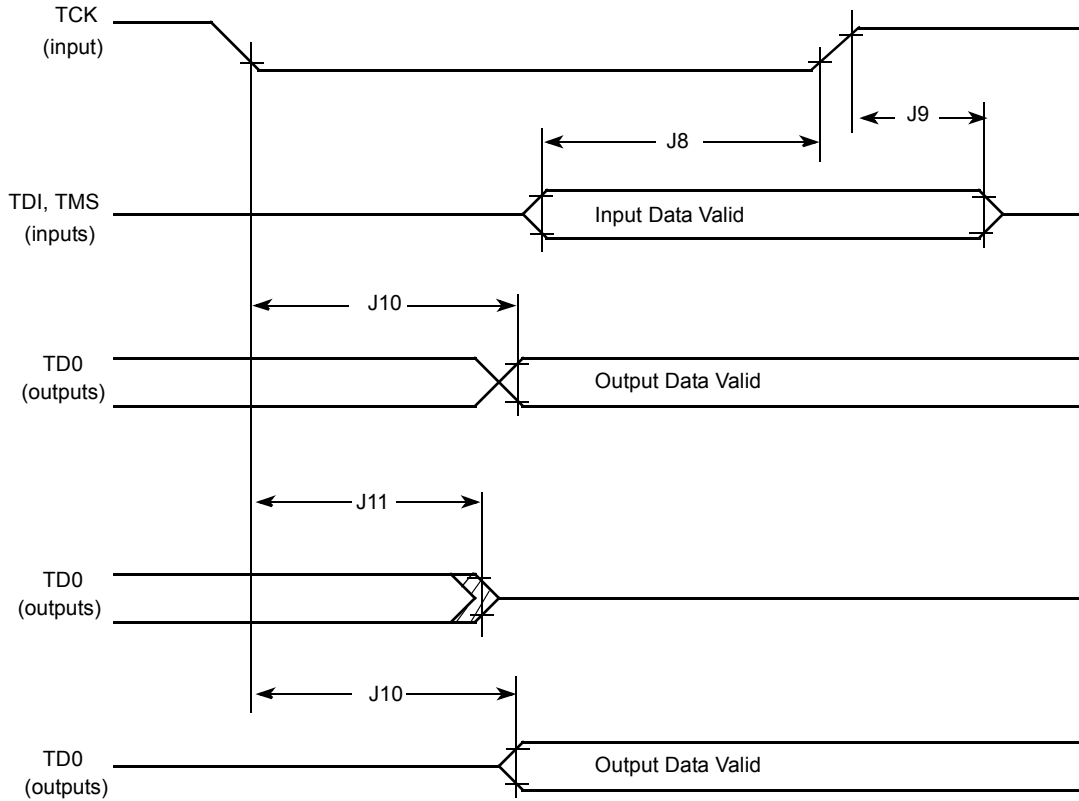 TCK
(input)
J9
J8
TDI, TMS
(inputs)
Input Data Valid
J10
TD0
(outputs)
Output Data Valid
J11
TD0
(outputs)
J10
TD0
(outputs)
Output Data Valid